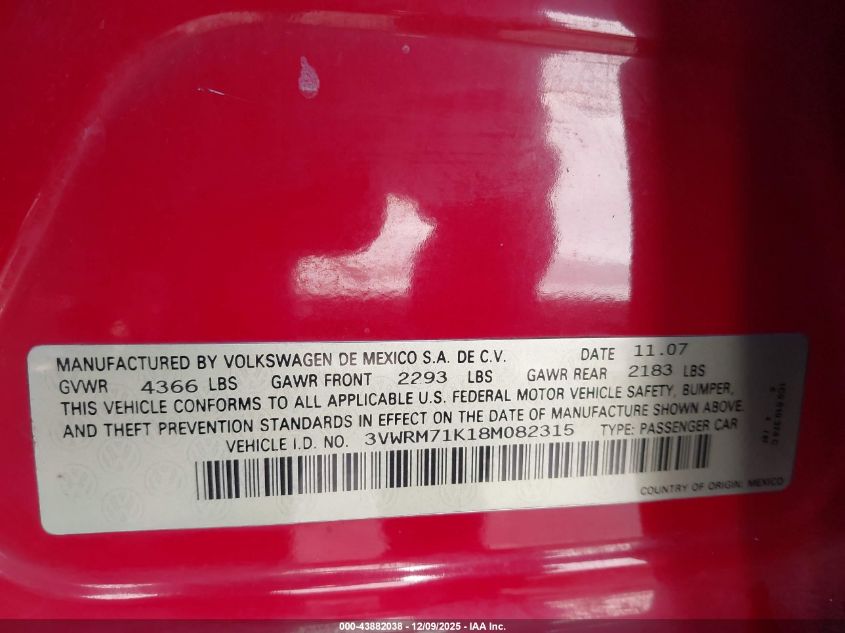 MANUFACTURED BY VOLKSWAGEN DE MEXICO S.A. DE C.V. DATE 11.07
GVWR 4366 LBS GAWR FRONT 2293 LBS GAWR REAR 2183 LBS
THIS VEHICLE CONFORMS TO ALL APPLICABLE U.S. FEDERAL MOTOR VEHICLE SAFETY, BUMPER,
AND THEFT PREVENTION STANDARDS IN EFFECT ON THE DATE OF MANUFACTURE SHOWN ABOVE.
VEHICLE I.D. NO. 3VWRM71K18M082315 TYPE: PASSENGER CAR
COUNTRY OF ORIGIN: MEXICO
000-43882038 - 12/09/2025 - IAA Inc.